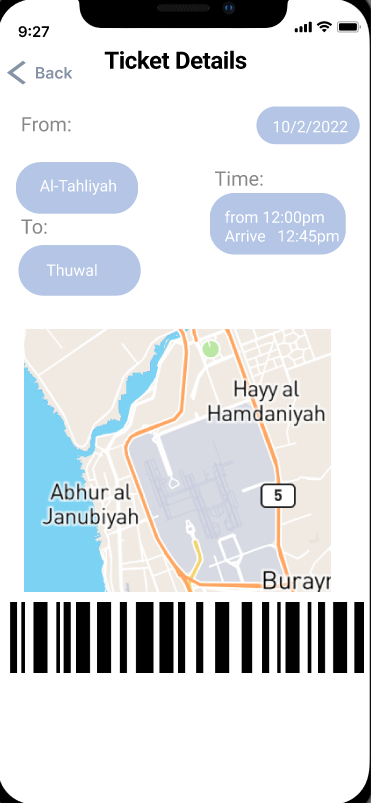 9:27
Ticket Details
Back
From:
10/2/2022
Al-Tahliyah
Time:
from 12:00pm
Arrive 12:45pm
To:
Thuwal
Hayy al
Hamdaniyah
5
Abhur al
Janubiyah
Burayr